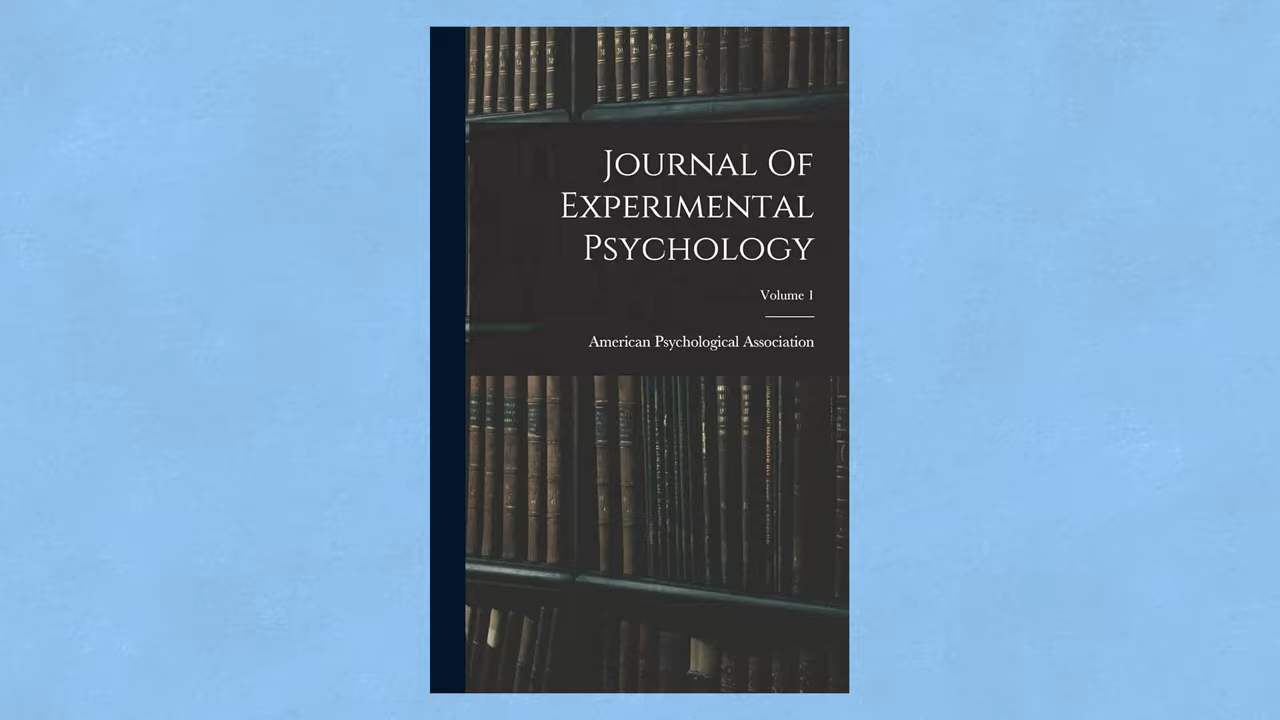 Journal Of
Experimental
Psychology
Volume 1
American Psychological Association